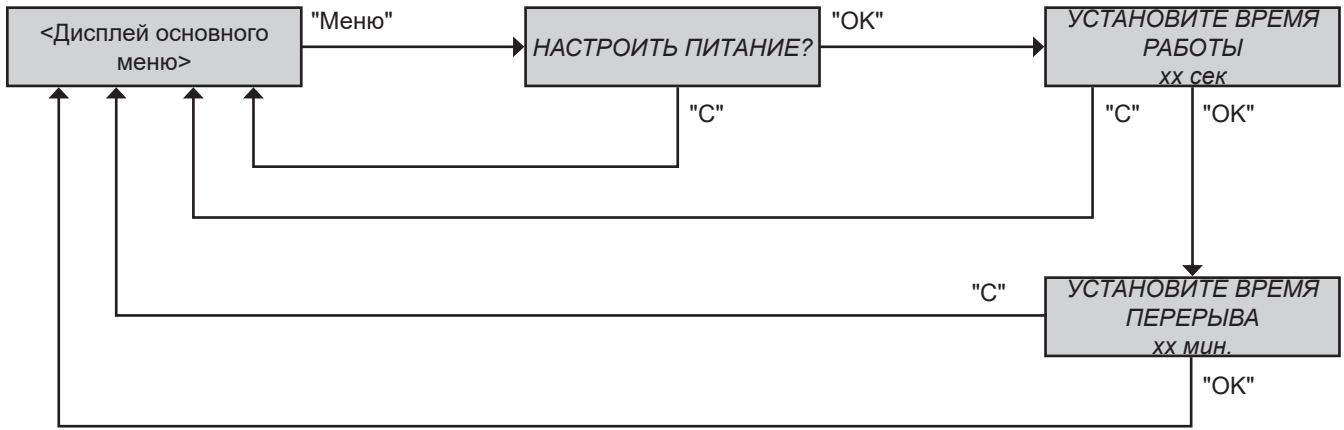 <Дисплей основного
меню>
"Меню"
НАСТРОИТЬ ПИТАНИЕ?
"OK"
УСТАНОВИТЕ ВРЕМЯ
РАБОТЫ
xx сек
"C"
"C"
"OK"
"C"
УСТАНОВИТЕ ВРЕМЯ
ПЕРЕРЫВА
xx мин.
"OK"